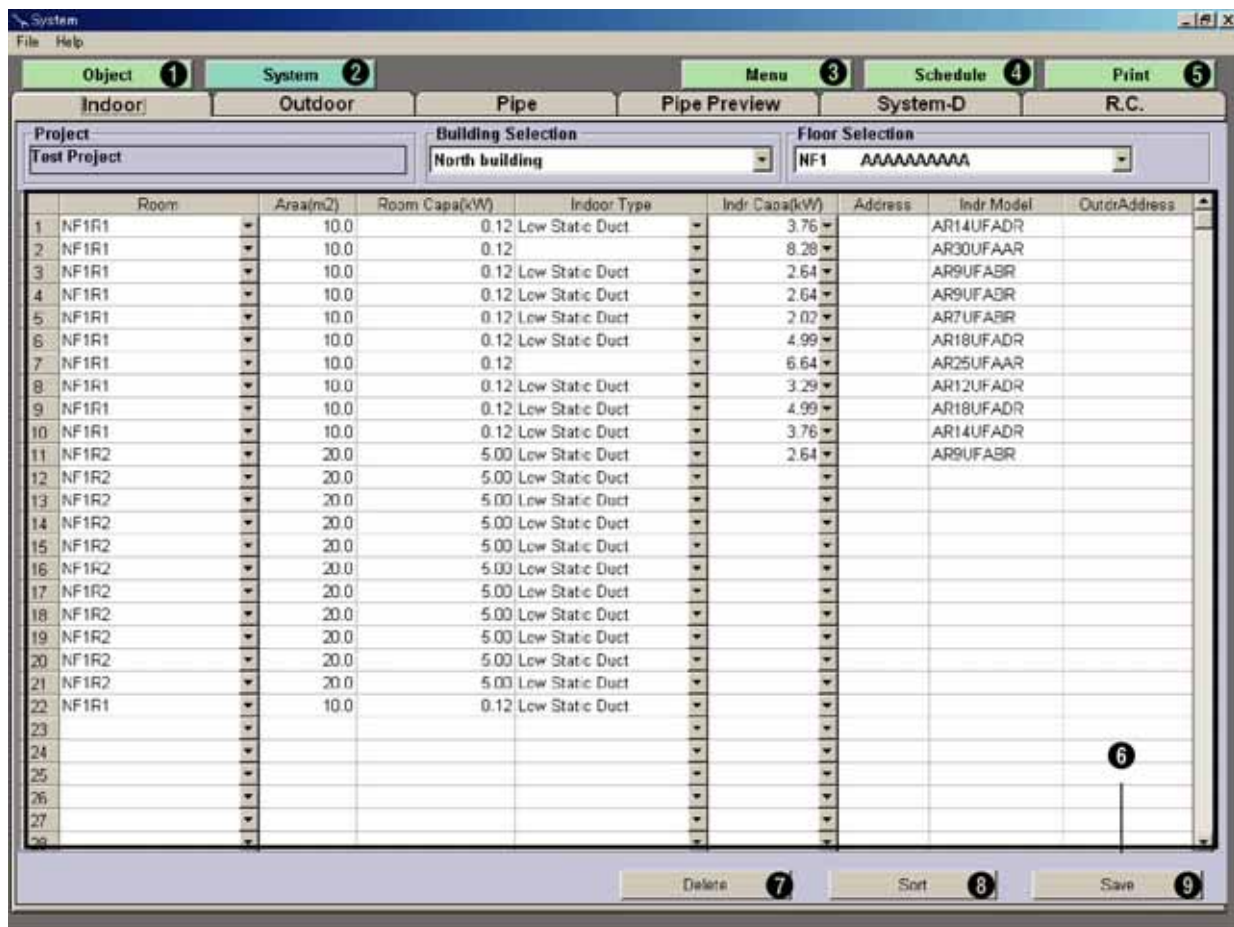 System
File Help
Object 1 System 2 Menu 3 Schedule 4 Print 5
Indoor Outdoor Pipe Pipe Preview System-D R.C.
Project Building Selection Floor Selection
Test Project North building NF1 AAAAAAAAAA
Room Area(m2) Room Capa(kW) Indoor Type Indr Capa(kW) Address Indr Model OutdrAddress
1 NF1R1 10.0 0.12 Low Static Duct 3.76 AR14UFADR
2 NF1R1 10.0 0.12 8.28 AR30UFAAR
3 NF1R1 10.0 0.12 Low Static Duct 2.64 AR9UFABR
4 NF1R1 10.0 0.12 Low Static Duct 2.64 AR9UFABR
5 NF1R1 10.0 0.12 Low Static Duct 2.02 AR7UFABR
6 NF1R1 10.0 0.12 Low Static Duct 4.99 AR18UFADR
7 NF1R1 10.0 0.12 6.64 AR25UFAAR
8 NF1R1 10.0 0.12 Low Static Duct 3.29 AR12UFADR
9 NF1R1 10.0 0.12 Low Static Duct 4.99 AR18UFADR
10 NF1R1 10.0 0.12 Low Static Duct 3.76 AR14UFADR
11 NF1R2 20.0 5.00 Low Static Duct 2.64 AR9UFABR
12 NF1R2 20.0 5.00 Low Static Duct
13 NF1R2 20.0 5.00 Low Static Duct
14 NF1R2 20.0 5.00 Low Static Duct
15 NF1R2 20.0 5.00 Low Static Duct
16 NF1R2 20.0 5.00 Low Static Duct
17 NF1R2 20.0 5.00 Low Static Duct
18 NF1R2 20.0 5.00 Low Static Duct
19 NF1R2 20.0 5.00 Low Static Duct
20 NF1R2 20.0 5.00 Low Static Duct
21 NF1R2 20.0 5.00 Low Static Duct
22 NF1R1 10.0 0.12 Low Static Duct
23
24
6
25
26
27
28
Delete 7 Sort 8 Save 9